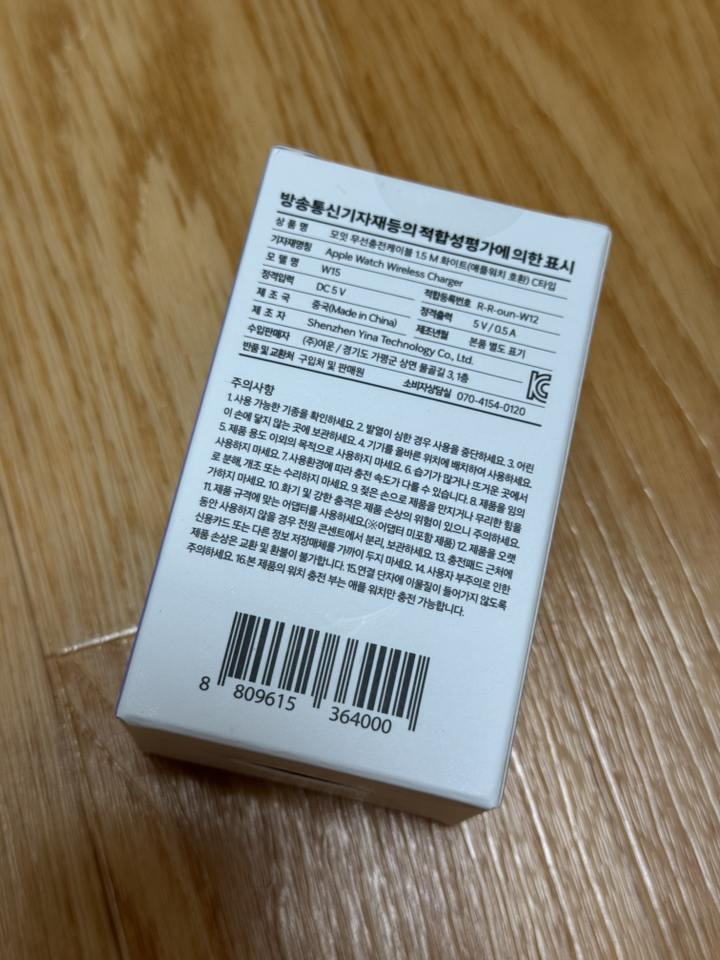 방송통신기자재등의 적합성평가에 의한 표시
상 품 명 모잇 무선충전케이블 1.5 M 화이트(애플워치 호환) C타입
기자재명칭 Apple Watch Wireless Charger
모 델 명 W15 적합등록번호 R-R-oun-W12
정격입력 DC 5 V 정격출력 5 V / 0.5 A
제 조 국 중국(Made in China) 제조년월 본품 별도 표기
제 조 자 Shenzhen Yina Technology Co., Ltd.
수입판매자 (주)여운 / 경기도 가평군 상면 물골길 3, 1층
반품 및 교환처 구입처 및 판매원 소비자상담실 070-4154-0120
주의사항
1. 사용 가능한 기종을 확인하세요. 2. 발열이 심한 경우 사용을 중단하세요. 3. 어린
이 손에 닿지 않는 곳에 보관하세요. 4. 기기를 올바른 위치에 배치하여 사용하세요.
5. 제품 용도 이외의 목적으로 사용하지 마세요. 6. 습기가 많거나 뜨거운 곳에서
사용하지 마세요. 7. 사용환경에 따라 충전 속도가 다를 수 있습니다. 8. 제품을 임의
로 분해, 개조 또는 수리하지 마세요. 9. 젖은 손으로 제품을 만지거나 무리한 힘을
가하지 마세요. 10. 화기 및 강한 충격은 제품 손상의 위험이 있으니 주의하세요.
11. 제품 규격에 맞는 어댑터를 사용하세요.(※어댑터 미포함 제품) 12. 제품을 오랫
동안 사용하지 않을 경우 전원 콘센트에서 분리, 보관하세요. 13. 충전패드 근처에
신용카드 또는 다른 정보 저장매체를 가까이 두지 마세요. 14. 사용자 부주의로 인한
제품 손상은 교환 및 환불이 불가합니다. 15.연결 단자에 이물질이 들어가지 않도록
주의하세요. 16.본 제품의 워치 충전 부는 애플 워치만 충전 가능합니다.
8 809615 364000